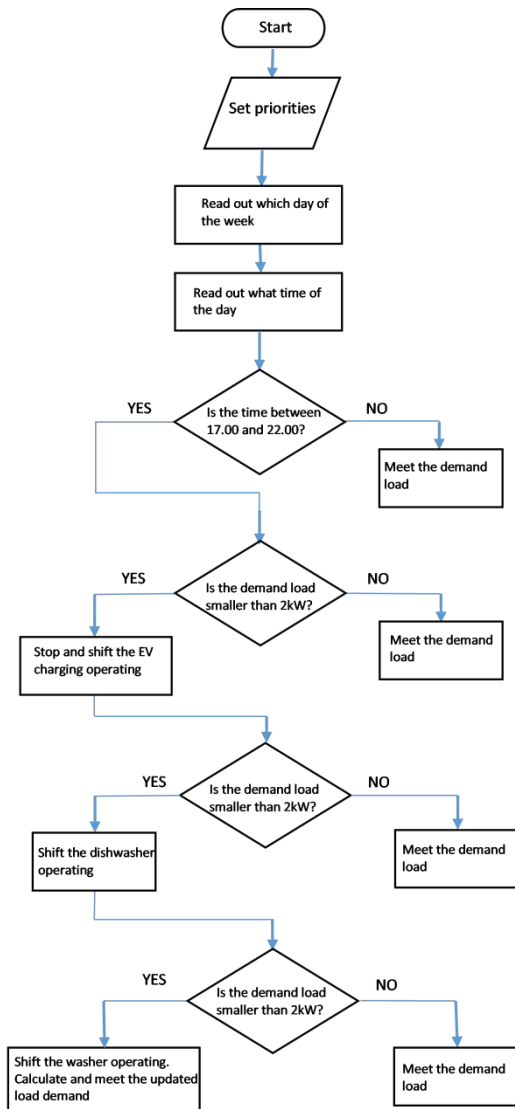 Start
Set priorities
Read out which day of
the week
Read out what time of
the day
YES
Is the time between
17.00 and 22.00?
NO
Meet the demand
load
YES
Is the demand load
smaller than 2kW?
NO
Stop and shift the EV
charging operating
Meet the demand
load
YES
Is the demand load
smaller than 2kW?
NO
Shift the dishwasher
operating
Meet the demand
load
YES
Is the demand load
smaller than 2kW?
NO
Shift the washer operating.
Calculate and meet the updated
load demand
Meet the demand
load